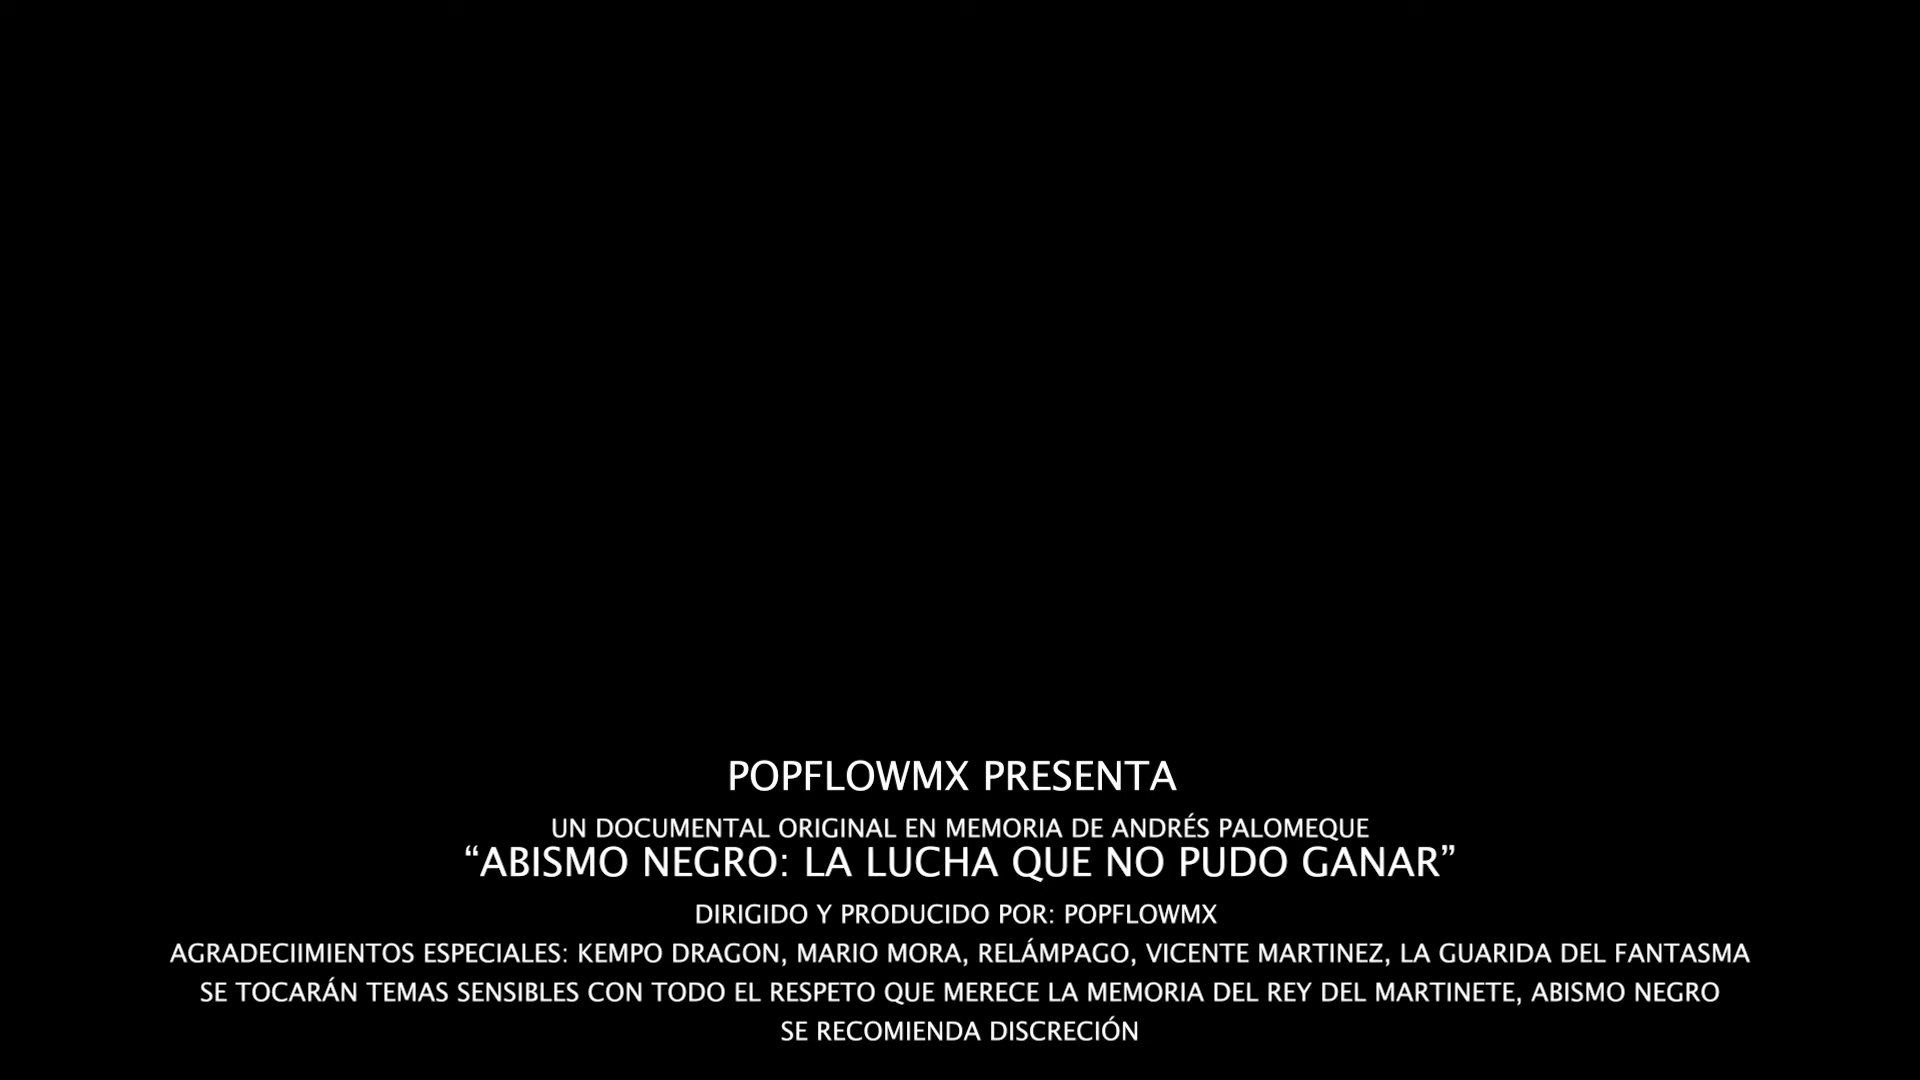 POPFLOWMX PRESENTA
UN DOCUMENTAL ORIGINAL EN MEMORIA DE ANDRÉS PALOMEQUE
“ABISMO NEGRO: LA LUCHA QUE NO PUDO GANAR”
DIRIGIDO Y PRODUCIDO POR: POPFLOWMX
AGRADECIIMIENTOS ESPECIALES: KEMPO DRAGON, MARIO MORA, RELÁMPAGO, VICENTE MARTINEZ, LA GUARIDA DEL FANTASMA
SE TOCARÁN TEMAS SENSIBLES CON TODO EL RESPETO QUE MERECE LA MEMORIA DEL REY DEL MARTINETE, ABISMO NEGRO
SE RECOMIENDA DISCRECIÓN